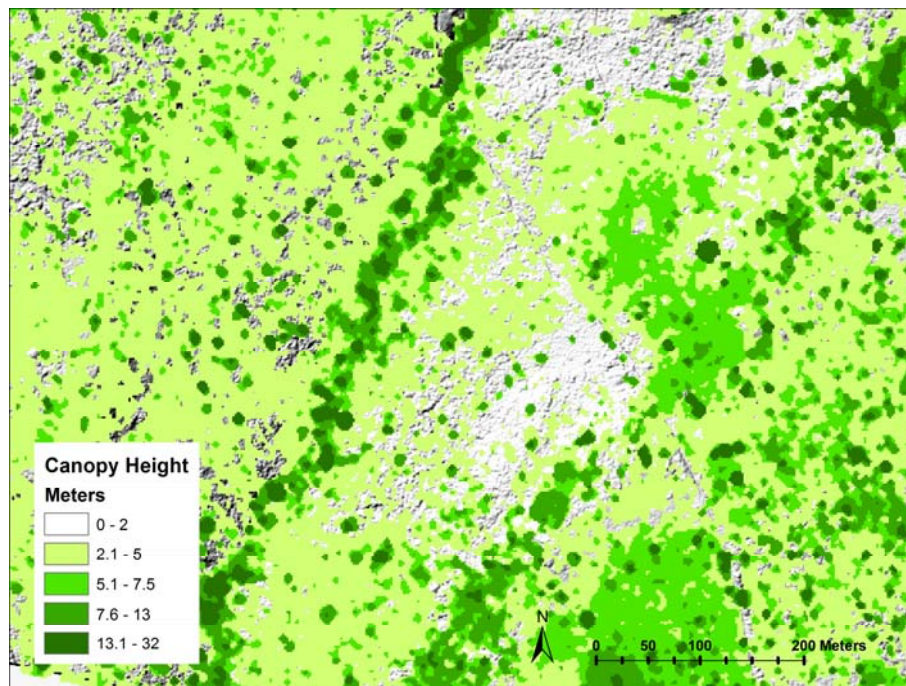 Canopy Height
Meters
0 - 2
2.1 - 5
5.1 - 7.5
7.6 - 13
13.1 - 32
N
0 50 100 200 Meters